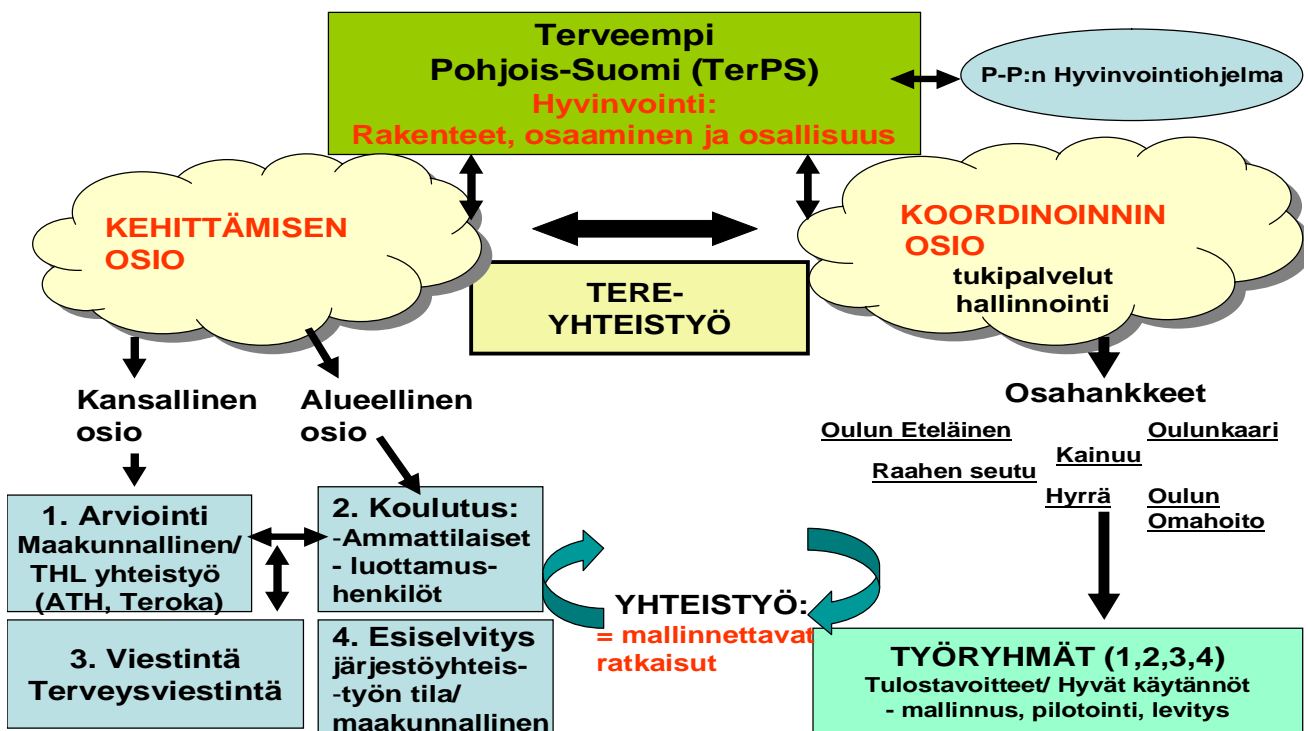 Terveempi
Pohjois-Suomi (TerPS)
Hyvinvointi:
Rakenteet, osaaminen ja osallisuus
P-P:n Hyvinvointiohjelma
KEHITTÄMISEN
OSIO
KOORDINOINNIN
OSIO
tukipalvelut
hallinnointi
TERE-
YHTEISTYÖ
Kansallinen
osio
Alueellinen
osio
Osahankkeet
Oulun Eteläinen
Oulunkaari
Kainuu
Raahen seutu
Hyrrä
Oulun
Omahoito
1. Arviointi
Maakunnallinen/
THL yhteistyö
(ATH, Teroka)
2. Koulutus:
-Ammattilaiset
- luottamus-
henkilöt
3. Viestintä
Terveysviestintä
4. Esiselvitys
järjestöyhteis-
-työn tila/
maakunnallinen
YHTEISTYÖ:
= mallinnettavat
ratkaisut
TYÖRYHMÄT (1,2,3,4)
Tulostavoitteet/ Hyvät käytännöt
- mallinnus, pilotointi, levitys